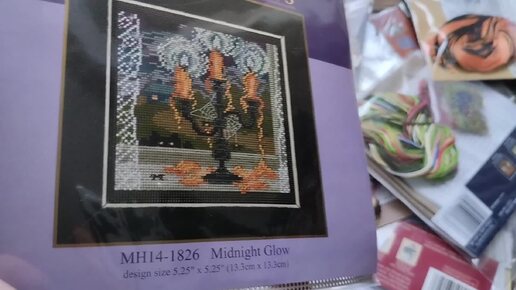 MH14-1826 Midnight Glow
design size 5.25" x 5.25" (13.3cm x 13.3cm)